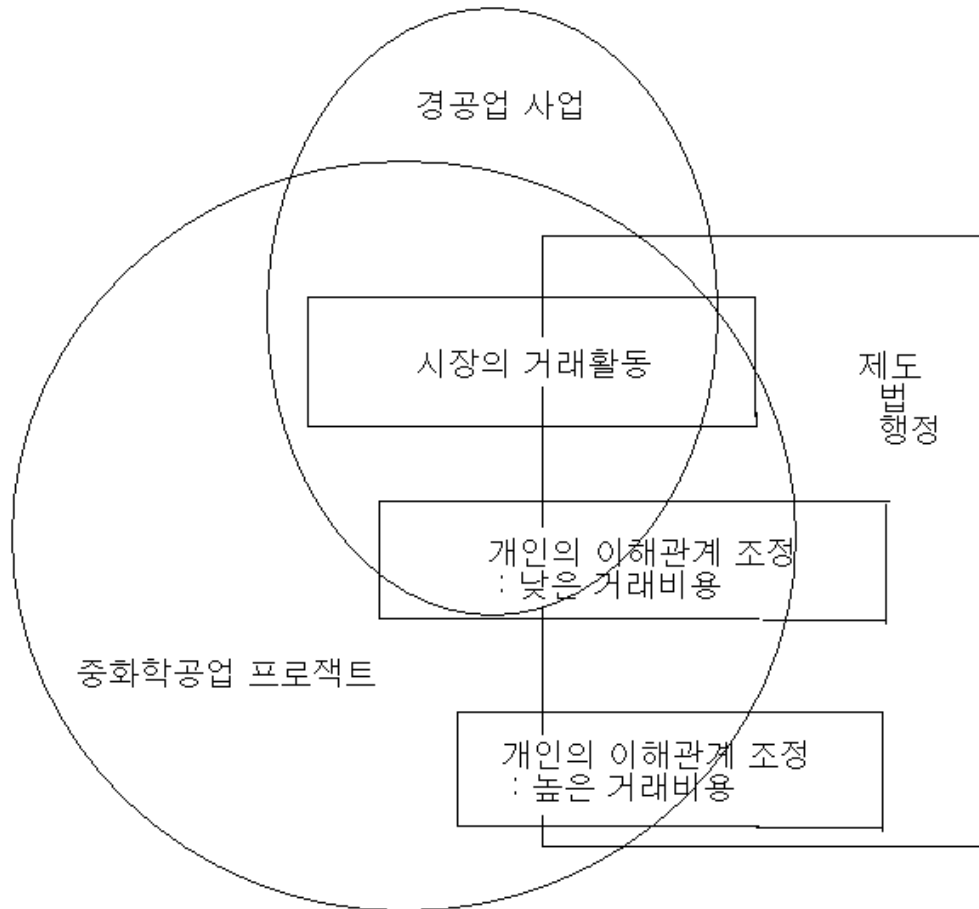 경공업 사업
시장의 거래활동
제도
법
행정
개인의 이해관계 조정
: 낮은 거래비용
중화학공업 프로잭트
개인의 이해관계 조정
: 높은 거래비용